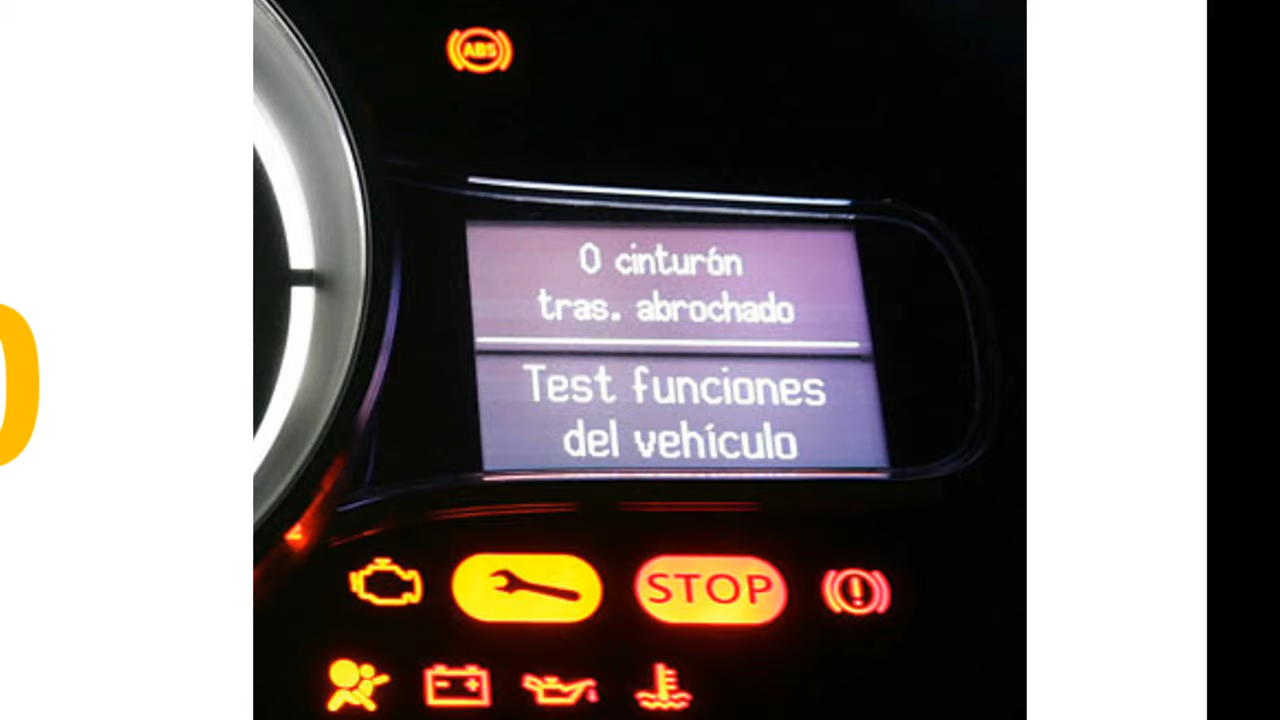 ABS
0 cinturón
tras. abrochado
Test funciones
del vehículo
STOP